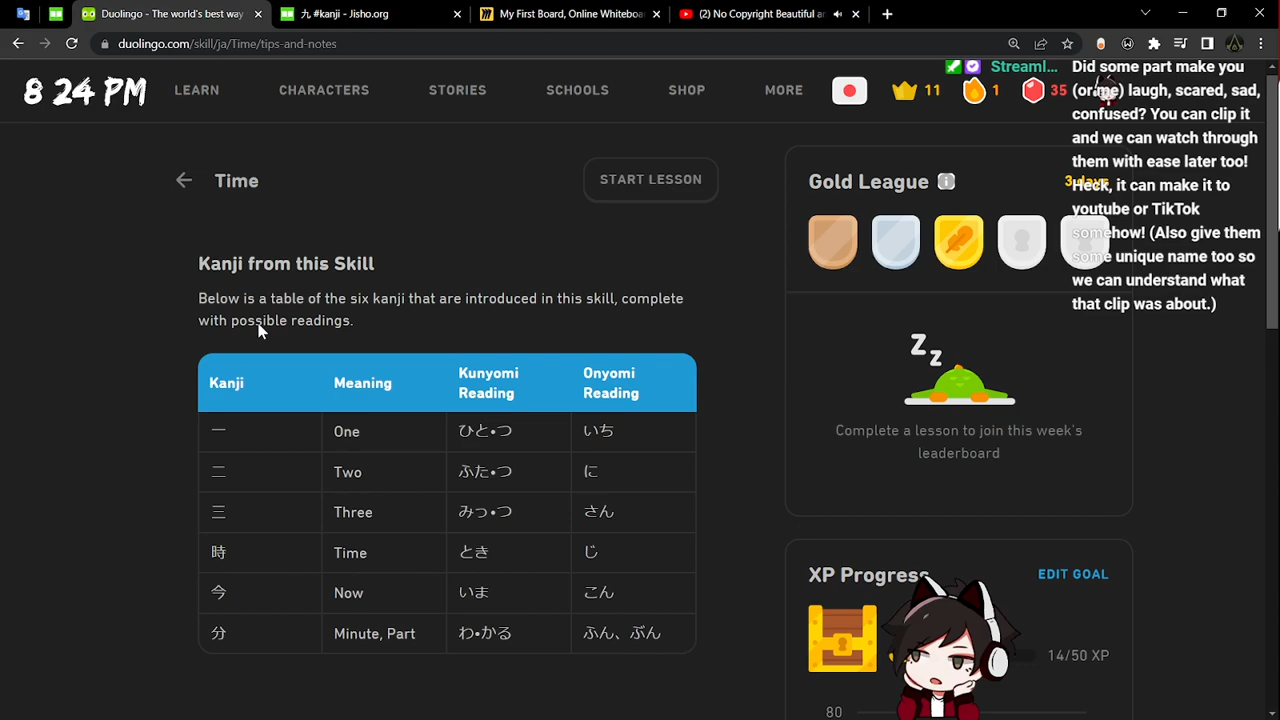 Duolingo - The world's best way
九 #kanji - Jisho.org
My First Board, Online Whiteboa
(2) No Copyright Beautiful a
duolingo.com/skill/ja/Time/tips-and-notes
8 24 PM
LEARN
CHARACTERS
STORIES
SCHOOLS
SHOP
MORE
11
1
35
Streaml...
Did some part make you
(or me) laugh, scared, sad,
confused? You can clip it
and we can watch through
them with ease later too!
Heck, it can make it to
youtube or TikTok
somehow! (Also give them
some unique name too so
we can understand what
that clip was about.)
Time
START LESSON
Kanji from this Skill
Below is a table of the six kanji that are introduced in this skill, complete
with possible readings.
Kanji Meaning Kunyomi Reading Onyomi Reading
一 One ひと•つ いち
二 Two ふた•つ に
三 Three みっ•つ さん
時 Time とき じ
今 Now いま こん
分 Minute, Part わ•かる ふん、ぶん
Gold League
3 days
Z z
Complete a lesson to join this week's
leaderboard
XP Progress
EDIT GOAL
14/50 XP
80